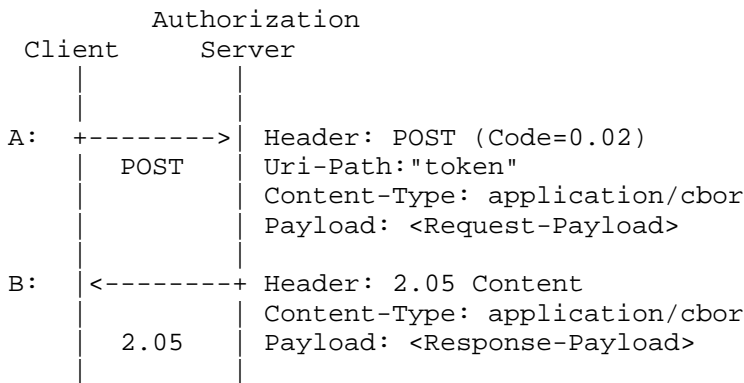 Authorization
Client Server
A: +-------->| Header: POST (Code=0.02)
| POST | Uri-Path:"token"
| | Content-Type: application/cbor
| | Payload: <Request-Payload>
B: |<--------+ Header: 2.05 Content
| | Content-Type: application/cbor
| 2.05 | Payload: <Response-Payload>